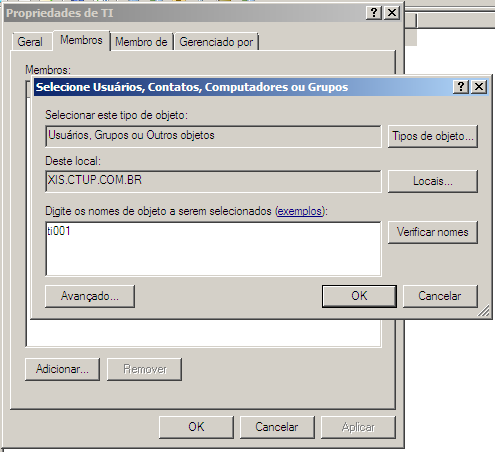 Propriedades de TI
Geral
Membros
Membro de
Gerenciado por
Membros:
Selecione Usuários, Contatos, Computadores ou Grupos
Selecionar este tipo de objeto:
Usuários, Grupos ou Outros objetos
Tipos de objeto...
Deste local:
XIS.CTUP.COM.BR
Locais...
Digite os nomes de objeto a serem selecionados (exemplos):
ti001
Verificar nomes
Avançado...
OK
Cancelar
Adicionar...
Remover
OK
Cancelar
Aplicar